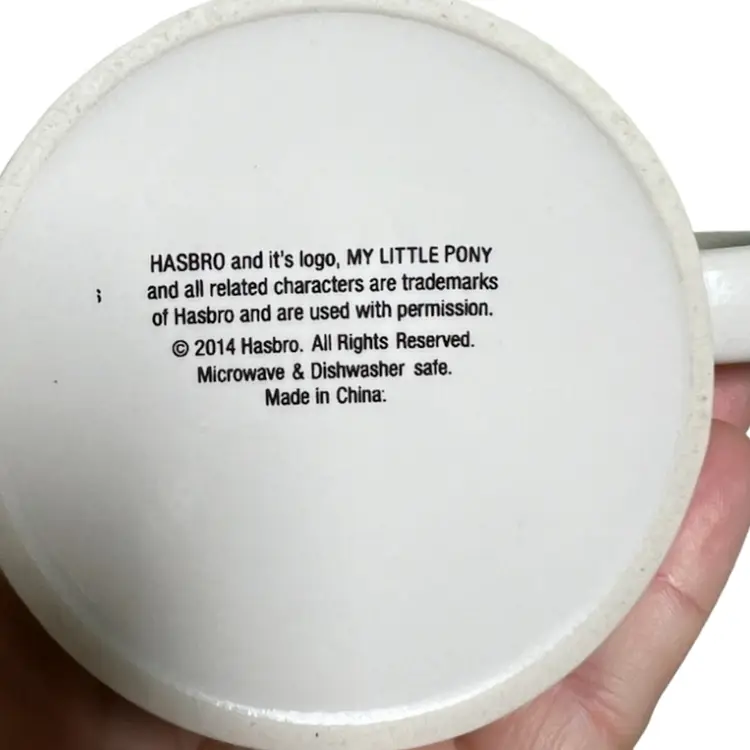 HASBRO and it's logo, MY LITTLE PONY
and all related characters are trademarks
of Hasbro and are used with permission.
© 2014 Hasbro. All Rights Reserved.
Microwave & Dishwasher safe.
Made in China.